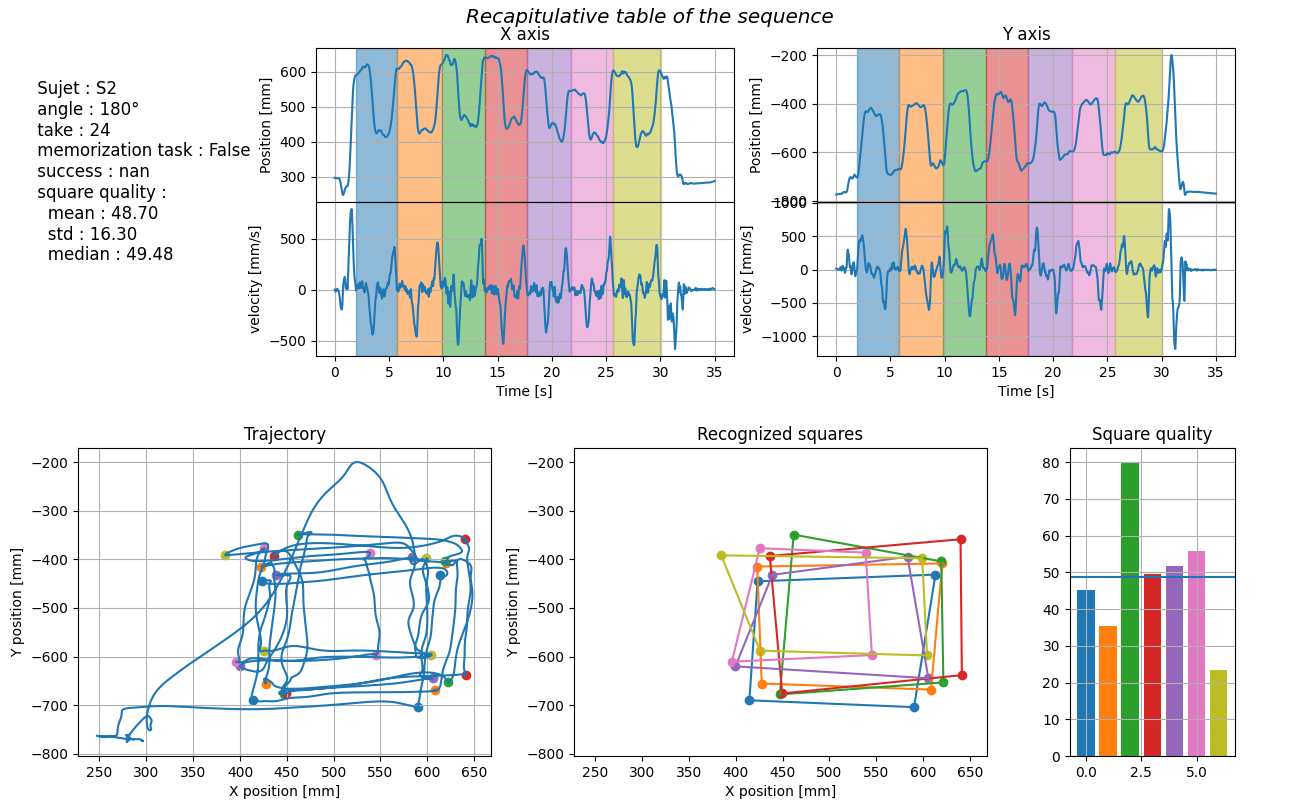 Recapitulative table of the sequence
Sujet : S2
angle : 180°
take : 24
memorization task : False
success : nan
square quality :
mean : 48.70
std : 16.30
median : 49.48
X axis
Position [mm]
600
500
400
300
velocity [mm/s]
500
0
−500
0 5 10 15 20 25 30 35
Time [s]
Y axis
Position [mm]
−200
−400
−600
−800
velocity [mm/s]
1000
500
0
−500
−1000
0 5 10 15 20 25 30 35
Time [s]
Trajectory
Y position [mm]
−200
−300
−400
−500
−600
−700
−800
250 300 350 400 450 500 550 600 650
X position [mm]
Recognized squares
Y position [mm]
−200
−300
−400
−500
−600
−700
−800
250 300 350 400 450 500 550 600 650
X position [mm]
Square quality
80
70
60
50
40
30
20
10
0
0.0 2.5 5.0